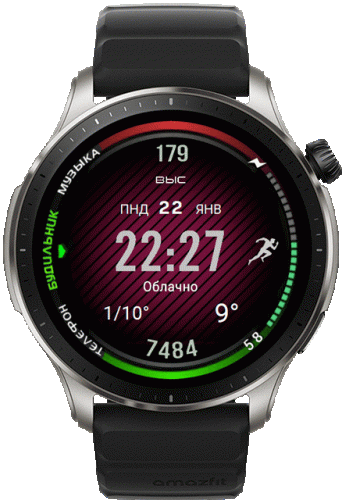 179
МУЗЫКА
ВЫС
ПНД 22 ЯНВ
БУДИЛЬНИК
22:27
Облачно
1/10° 9°
ТЕЛЕФОН
58
7484
amazfit